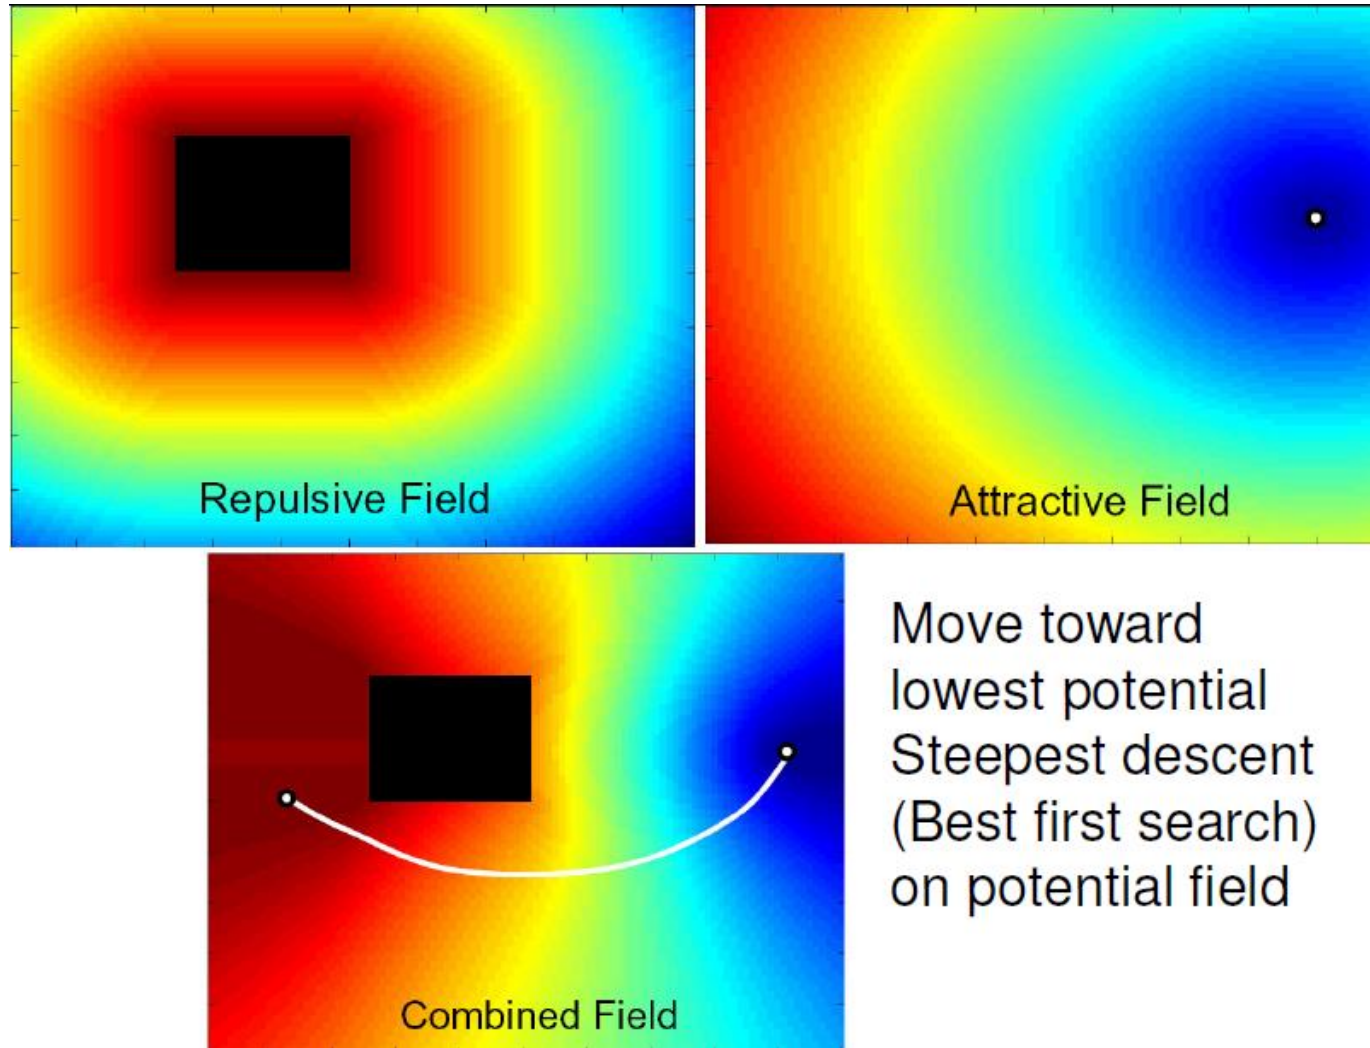 Repulsive Field
Attractive Field
Combined Field
Move toward
lowest potential
Steepest descent
(Best first search)
on potential field